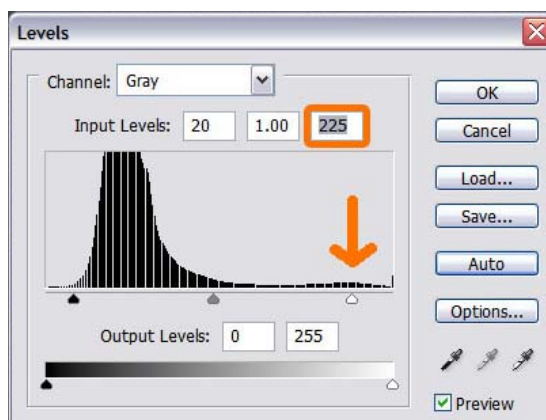 Levels
Channel: Gray
OK
Input Levels: 20 1.00 225
Cancel
Load...
Save...
Auto
Options...
Output Levels: 0 255
Preview